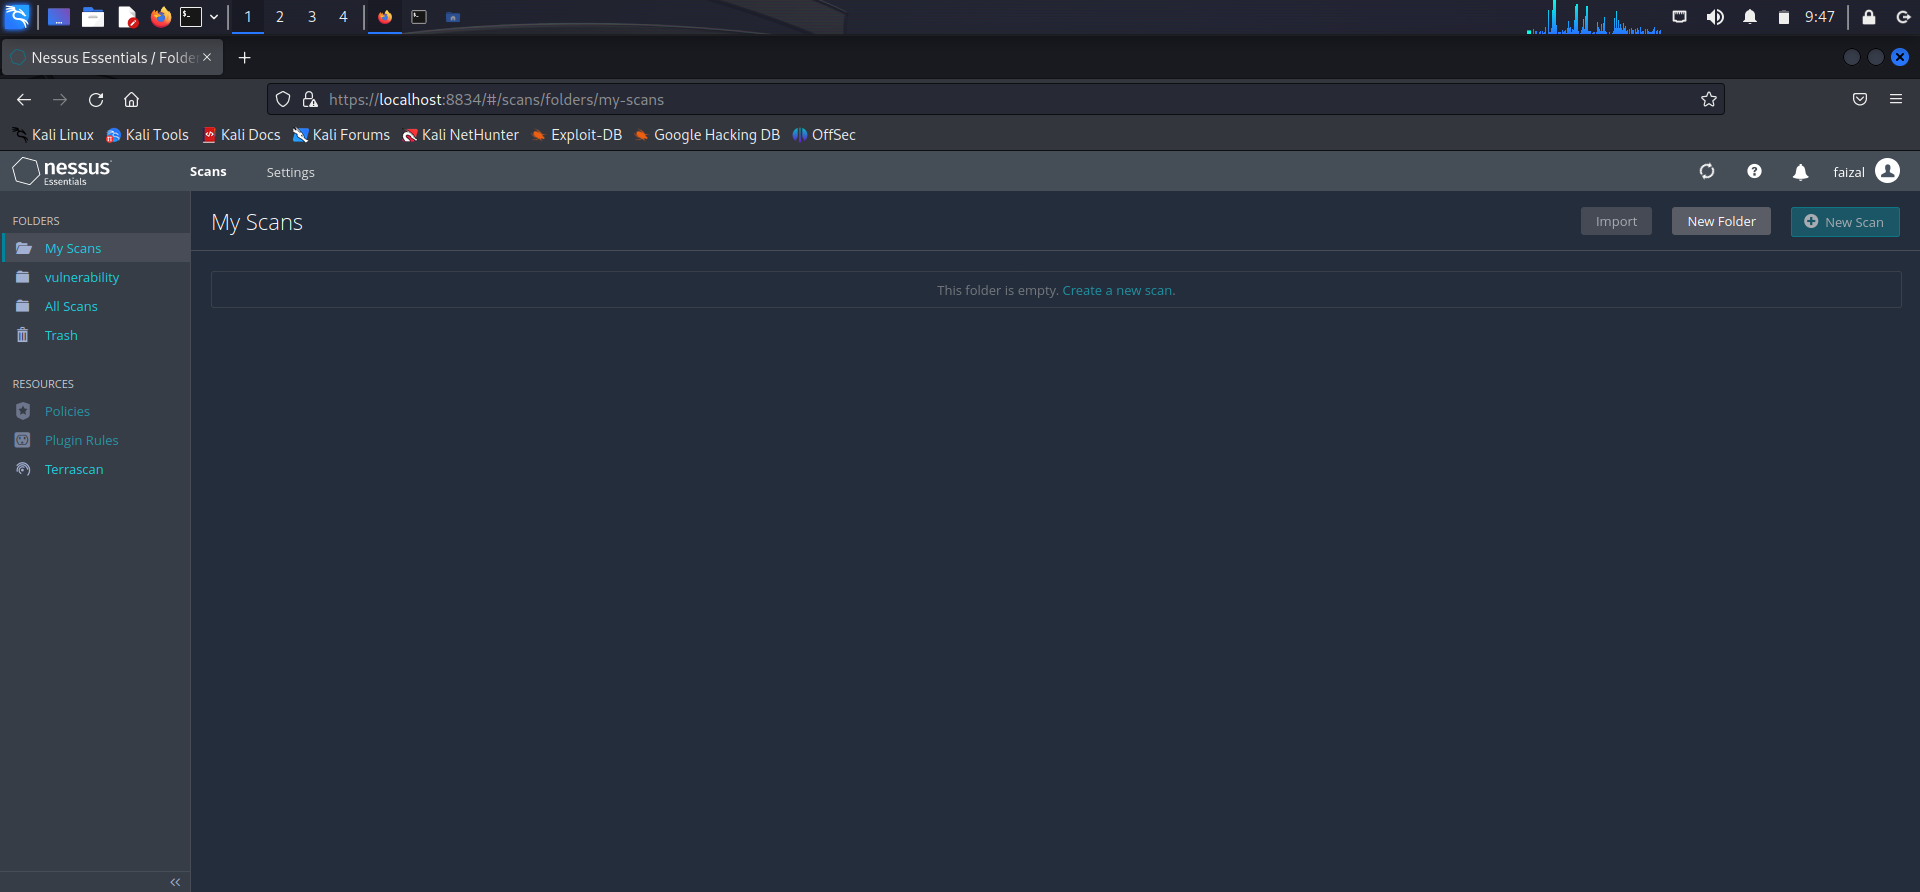 1 2 3 4 9:47
Nessus Essentials / Folde
https://localhost:8834/#/scans/folders/my-scans
Kali Linux Kali Tools Kali Docs Kali Forums Kali NetHunter Exploit-DB Google Hacking DB OffSec
nessus Essentials Scans Settings faizal
FOLDERS
My Scans Import New Folder New Scan
My Scans
vulnerability
This folder is empty. Create a new scan.
All Scans
Trash
RESOURCES
Policies
Plugin Rules
Terrascan